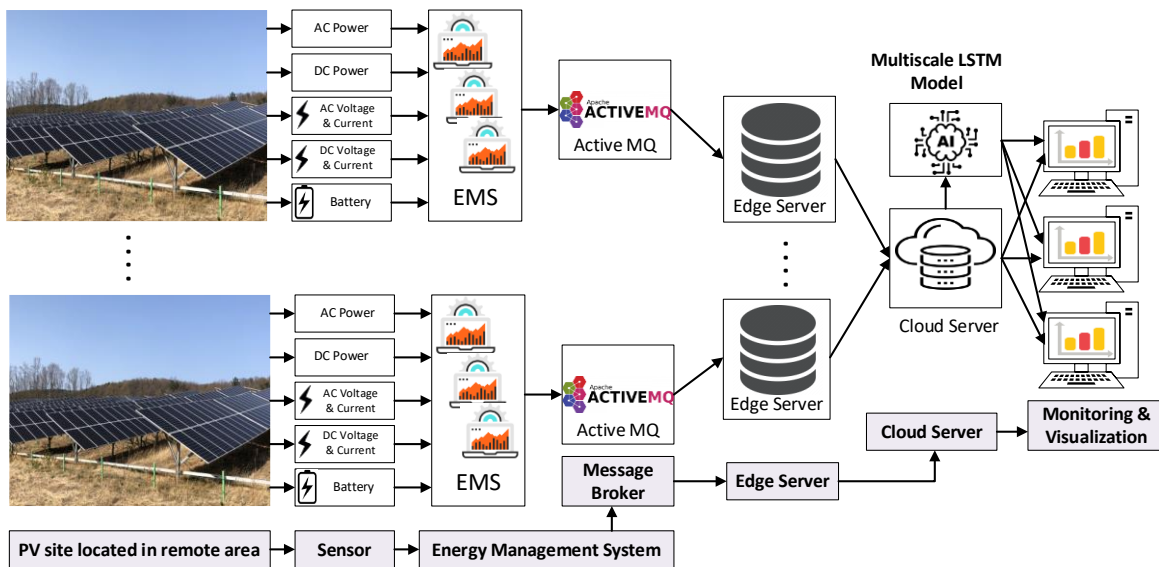 AC Power
DC Power
AC Voltage
& Current
DC Voltage
& Current
Battery
EMS
Apache
ACTIVEMQ
Active MQ
Edge Server
Multiscale LSTM
Model
AI
Cloud Server
AC Power
DC Power
AC Voltage
& Current
DC Voltage
& Current
Battery
EMS
Apache
ACTIVEMQ
Active MQ
Edge Server
PV site located in remote area
Sensor
Energy Management System
Message
Broker
Edge Server
Cloud Server
Monitoring &
Visualization